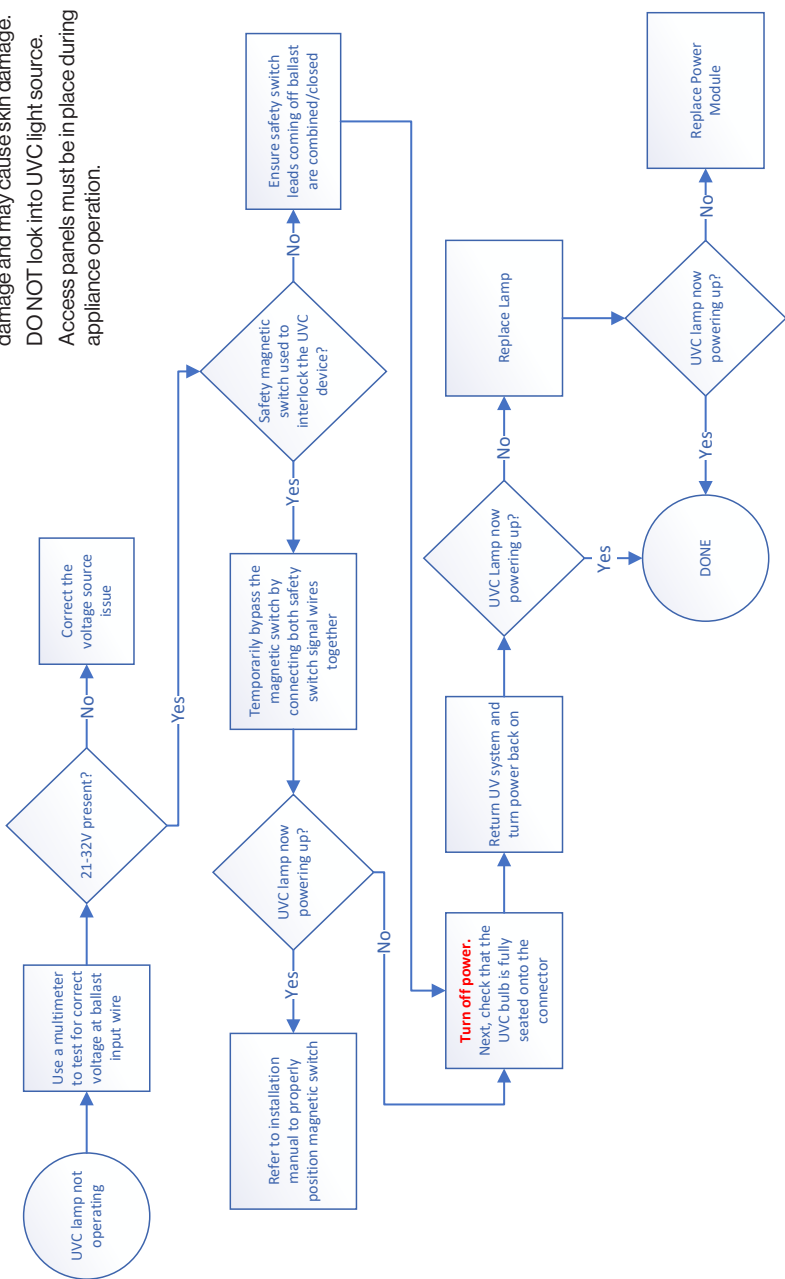 damage and may cause skin damage.
DO NOT look into UVC light source.
Access panels must be in place during
appliance operation.
UVC lamp not
operating
Use a multimeter
to test for correct
voltage at ballast
input wire
21-32V present?
No
Correct the
voltage source
issue
Yes
Safety magnetic
switch used to
interlock the UVC
device?
No
Ensure safety switch
leads coming off ballast
are combined/closed
Yes
Temporarily bypass the
magnetic switch by
connecting both safety
switch signal wires
together
UVC lamp now
powering up?
Yes
Refer to installation
manual to properly
position magnetic switch
No
Turn off power.
Next, check that the
UVC bulb is fully
seated onto the
connector
Return UV system and
turn power back on
UVC Lamp now
powering up?
No
Replace Lamp
Yes
DONE
UVC lamp now
powering up?
Yes
No
Replace Power
Module